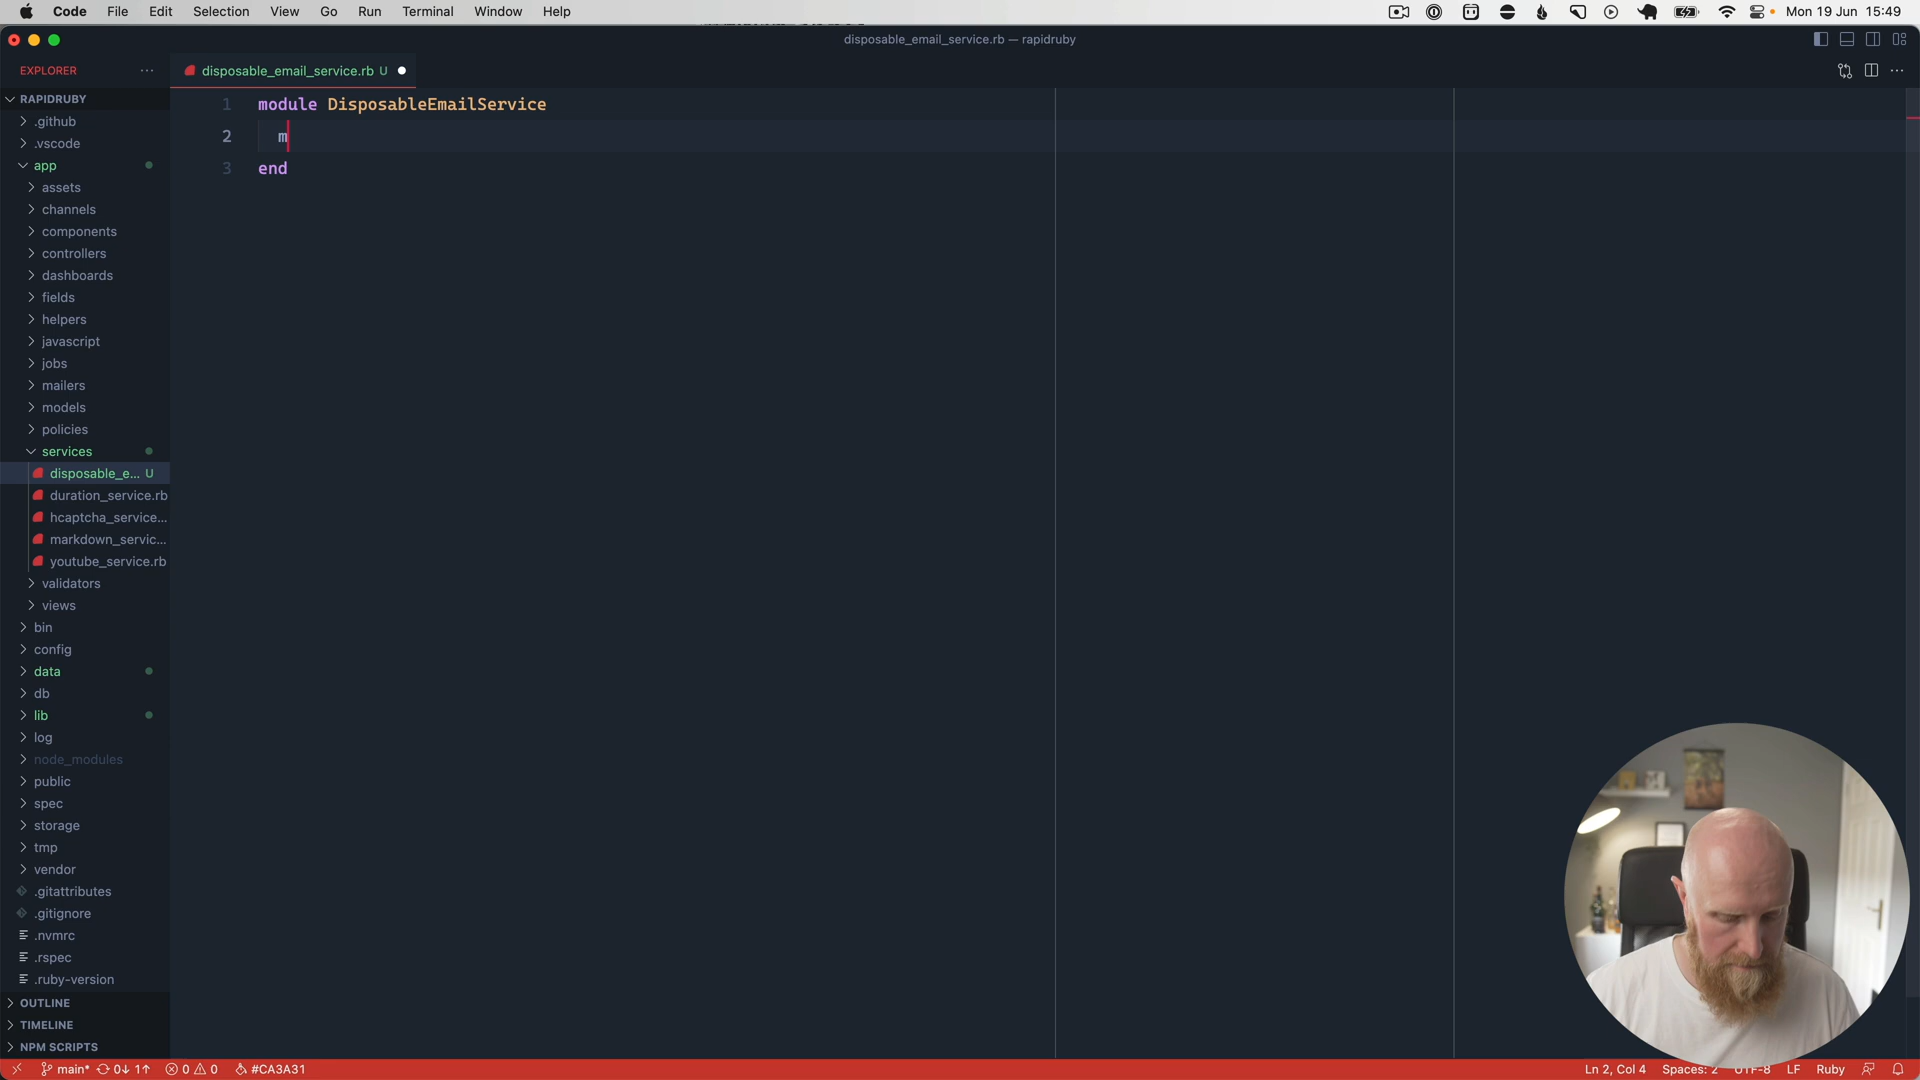 Code File Edit Selection View Go Run Terminal Window Help Mon 19 Jun 15:49
disposable_email_service.rb — rapidruby
EXPLORER
disposable_email_service.rb U
RAPIDRUBY
.github
.vscode
app
assets
channels
components
controllers
dashboards
fields
helpers
javascript
jobs
mailers
models
policies
services
disposable_e... U
duration_service.rb
hcaptcha_service...
markdown_servic...
youtube_service.rb
validators
views
bin
config
data
db
lib
log
node_modules
public
spec
storage
tmp
vendor
.gitattributes
.gitignore
.nvmrc
.rspec
.ruby-version
OUTLINE
TIMELINE
NPM SCRIPTS
1 module DisposableEmailService
2 m
3 end
main* 0↓ 1↑ 0 0 #CA3A31 Ln 2, Col 4 Spaces: 2 UTF-8 LF Ruby